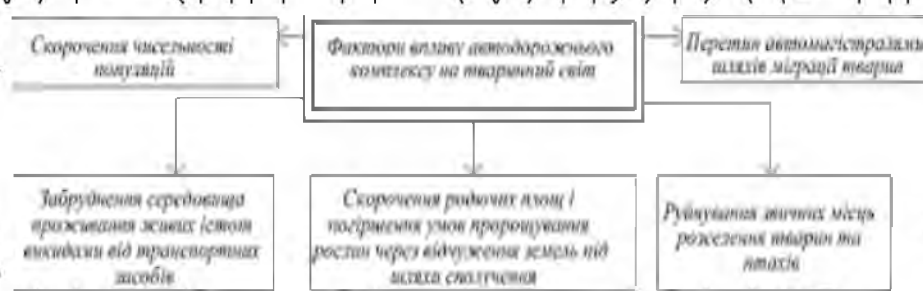 Скорочення чисельності
популяцій
Фактори впливу автодорожнього
комплексу на тваринний світ
Перетин автомагістралями
шляхів міграції тварин
Забруднення середовища
проживання живих істот
викидами від транспортних
засобів
Скорочення родючих площ і
погіршення умов пророщування
рослин через відчуження земель під
шляхи сполучення
Руйнування звичних місць
розселення тварин та
птахів